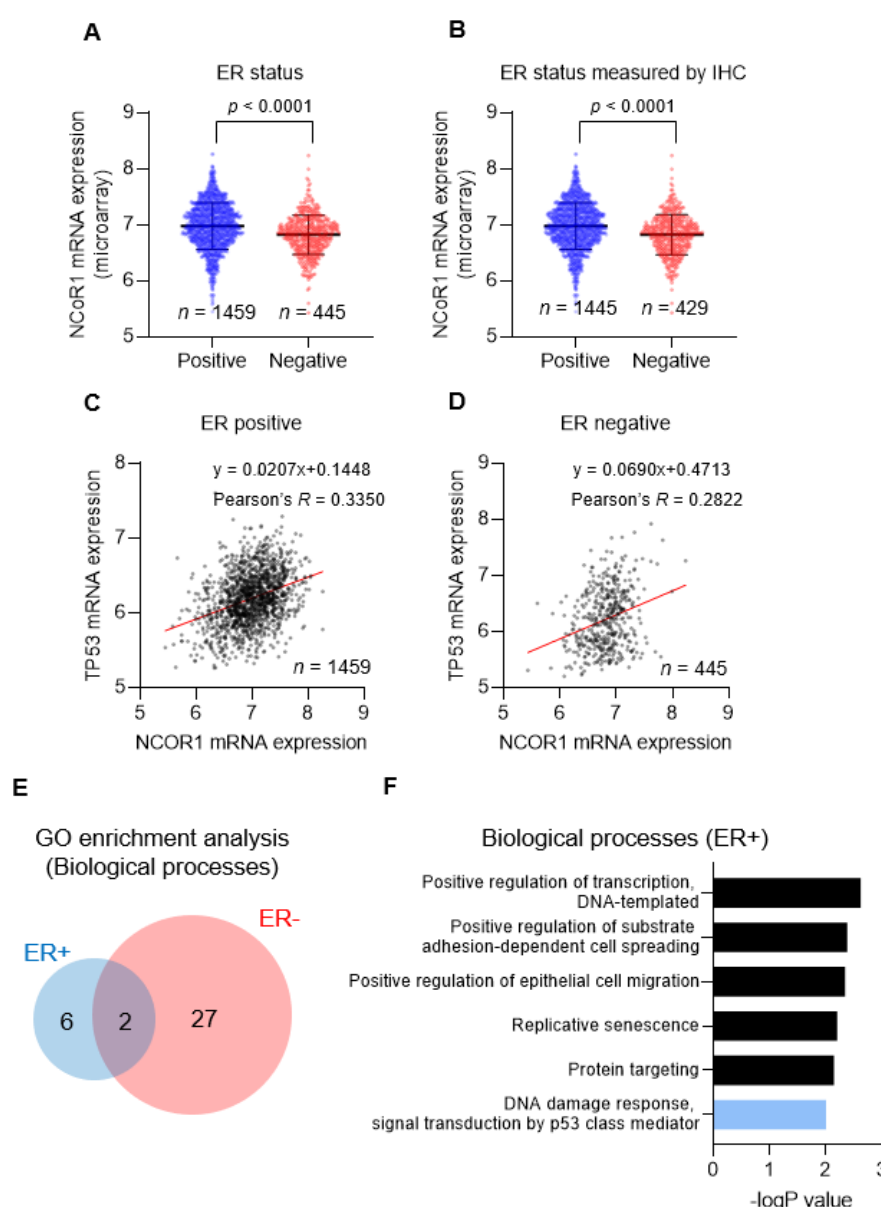 A
ER status
p < 0.0001
NCoR1 mRNA expression
(microarray)
9
8
7
6
5
n = 1459
n = 445
Positive
Negative
B
ER status measured by IHC
p < 0.0001
NCoR1 mRNA expression
(microarray)
9
8
7
6
5
n = 1445
n = 429
Positive
Negative
C
ER positive
y = 0.0207x+0.1448
Pearson's R = 0.3350
TP53 mRNA expression
8
7
6
5
n = 1459
5
6
7
8
9
NCOR1 mRNA expression
D
ER negative
y = 0.0690x+0.4713
Pearson's R = 0.2822
TP53 mRNA expression
9
8
7
6
5
n = 445
5
6
7
8
9
NCOR1 mRNA expression
E
GO enrichment analysis
(Biological processes)
ER-
ER+
6
2
27
F
Biological processes (ER+)
Positive regulation of transcription,
DNA-templated
Positive regulation of substrate
adhesion-dependent cell spreading
Positive regulation of epithelial cell migration
Replicative senescence
Protein targeting
DNA damage response,
signal transduction by p53 class mediator
0
1
2
3
-logP value